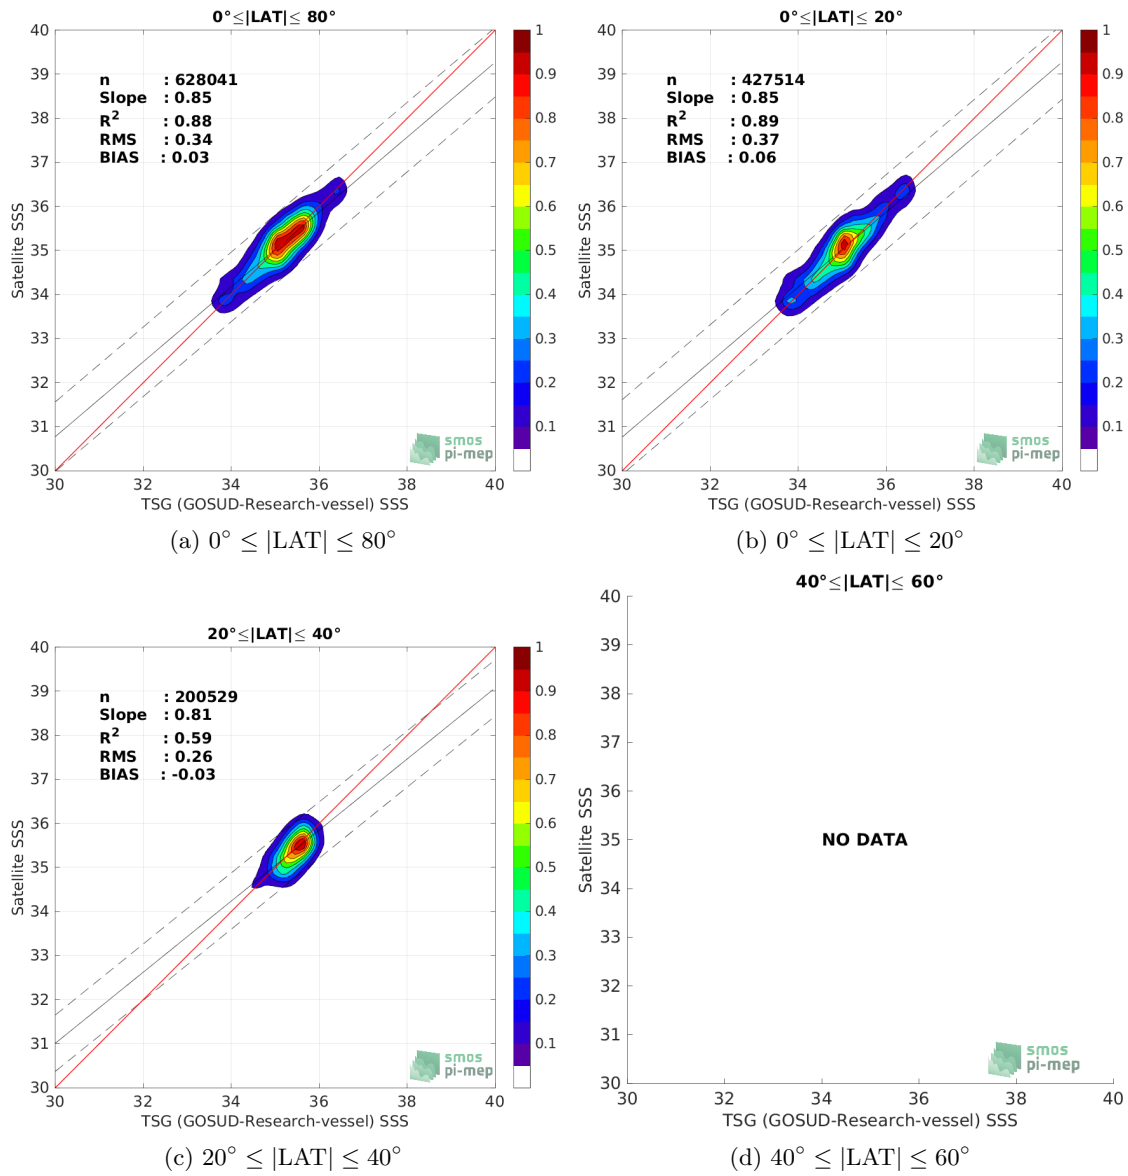 0°≤|LAT|≤ 80°
40
39
38
37
36
35
34
33
32
31
30
Satellite SSS
n : 628041
Slope : 0.85
R² : 0.88
RMS : 0.34
BIAS : 0.03
smos
pi-mep
30 32 34 36 38 40
TSG (GOSUD-Research-vessel) SSS
1
0.9
0.8
0.7
0.6
0.5
0.4
0.3
0.2
0.1
(a) 0° ≤ |LAT| ≤ 80°
0°≤|LAT|≤ 20°
40
39
38
37
36
35
34
33
32
31
30
Satellite SSS
n : 427514
Slope : 0.85
R² : 0.89
RMS : 0.37
BIAS : 0.06
smos
pi-mep
30 32 34 36 38 40
TSG (GOSUD-Research-vessel) SSS
1
0.9
0.8
0.7
0.6
0.5
0.4
0.3
0.2
0.1
(b) 0° ≤ |LAT| ≤ 20°
20°≤|LAT|≤ 40°
40
39
38
37
36
35
34
33
32
31
30
Satellite SSS
n : 200529
Slope : 0.81
R² : 0.59
RMS : 0.26
BIAS : -0.03
smos
pi-mep
30 32 34 36 38 40
TSG (GOSUD-Research-vessel) SSS
1
0.9
0.8
0.7
0.6
0.5
0.4
0.3
0.2
0.1
(c) 20° ≤ |LAT| ≤ 40°
40°≤|LAT|≤ 60°
40
39
38
37
36
35
34
33
32
31
30
Satellite SSS
NO DATA
smos
pi-mep
30 32 34 36 38 40
TSG (GOSUD-Research-vessel) SSS
(d) 40° ≤ |LAT| ≤ 60°